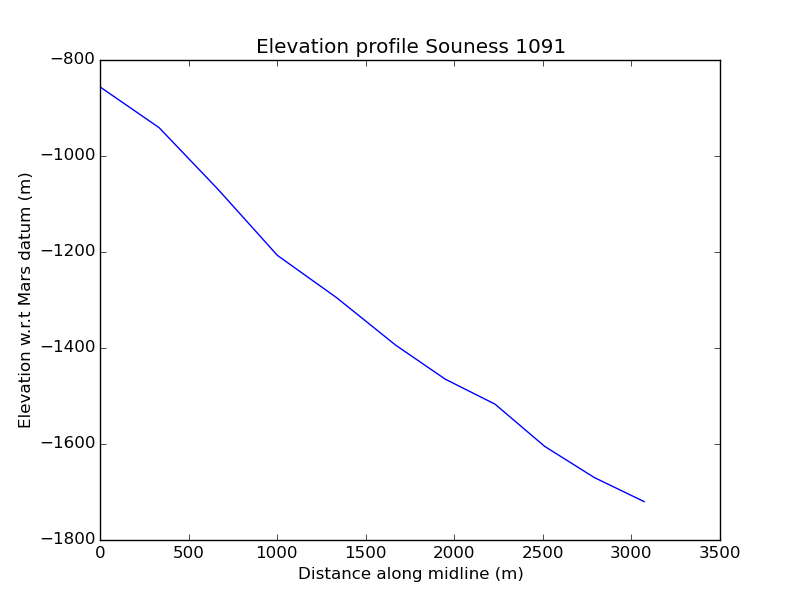 Elevation profile Souness 1091
−800
−1000
−1200
−1400
−1600
−1800
Elevation w.r.t Mars datum (m)
0 500 1000 1500 2000 2500 3000 3500
Distance along midline (m)